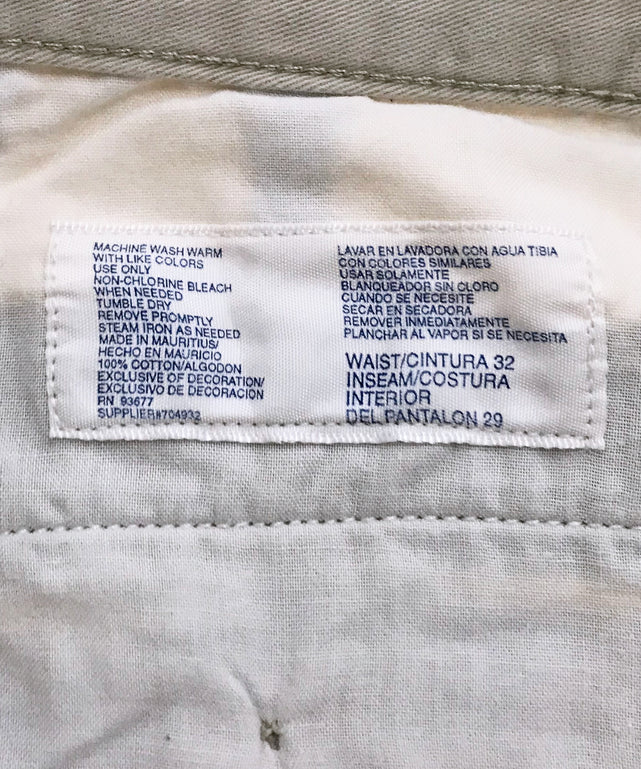 MACHINE WASH WARM
WITH LIKE COLORS
USE ONLY
NON-CHLORINE BLEACH
WHEN NEEDED
TUMBLE DRY
REMOVE PROMPTLY
STEAM IRON AS NEEDED
MADE IN MAURITIUS/
HECHO EN MAURICIO
100% COTTON/ALGODON
EXCLUSIVE OF DECORATION/
EXCLUSIVO DE DECORACION
RN 93677
SUPPLIER#704932
LAVAR EN LAVADORA CON AGUA TIBIA
CON COLORES SIMILARES
USAR SOLAMENTE
BLANQUEADOR SIN CLORO
CUANDO SE NECESITE
SECAR EN SECADORA
REMOVER INMEDIATAMENTE
PLANCHAR AL VAPOR SI SE NECESITA
WAIST/CINTURA 32
INSEAM/COSTURA
INTERIOR
DEL PANTALON 29